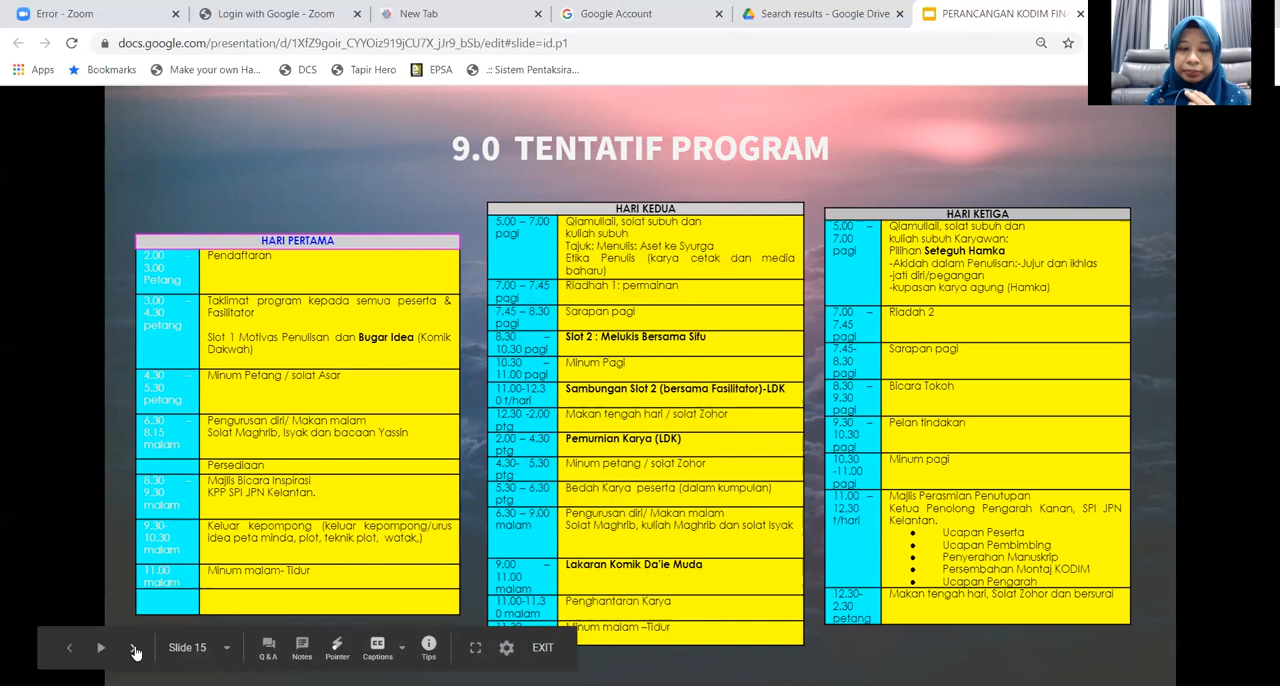 Error - Zoom
Login with Google - Zoom
New Tab
Google Account
Search results - Google Drive
PERANCANGAN KODIM FIN
docs.google.com/presentation/d/1XfZ9goir_CYYOiz919jCU7X_jJr9_bSb/edit#slide=id.p1
Apps
Bookmarks
Make your own Ha...
DCS
Tapir Hero
EPSA
.:: Sistem Pentaksira...
9.0 TENTATIF PROGRAM
HARI PERTAMA
2.00 -
3.00
Petang
Pendaftaran
3.00 -
4.30
petang
Taklimat program kepada semua peserta &
Fasilitator
Slot 1 Motivas Penulisan dan Bugar Idea (Komik
Dakwah)
4.30 -
5.30
petang
Minum Petang / solat Asar
6.30 -
8.15
malam
Pengurusan diri/ Makan malam
Solat Maghrib, Isyak dan bacaan Yassin
Persediaan
8.30 -
9.30
malam
Majlis Bicara Inspirasi
KPP SPI JPN Kelantan.
9.30-
10.30
malam
Keluar kepompong (keluar kepompong/urus
idea peta minda, plot, teknik plot, watak,)
11.00
malam
Minum malam- Tidur
HARI KEDUA
5.00 – 7.00
pagi
Qiamullail, solat subuh dan
kuliah subuh
Tajuk: Menulis: Aset ke Syurga
Etika Penulis (karya cetak dan media
baharu)
7.00 – 7.45
pagi
Riadhah 1: permainan
7.45 – 8.30
pagi
Sarapan pagi
8.30 –
10.30 pagi
Slot 2 : Melukis Bersama Sifu
10.30 –
11.00 pagi
Minum Pagi
11.00-12.3
0 t/hari
Sambungan Slot 2 (bersama Fasilitator)-LDK
12.30 -2.00
ptg
Makan tengah hari / solat Zohor
2.00 – 4.30
ptg
Pemurnian Karya (LDK)
4.30- 5.30
ptg
Minum petang / solat Zohor
5.30 – 6.30
ptg
Bedah Karya peserta (dalam kumpulan)
6.30 – 9.00
malam
Pengurusan diri/ Makan malam
Solat Maghrib, kuliah Maghrib dan solat Isyak
9.00 –
11.00
malam
Lakaran Komik Da'ie Muda
11.00-11.3
0 malam
Penghantaran Karya
11.30
Minum malam –Tidur
HARI KETIGA
5.00 –
7.00
pagi
Qiamullail, solat subuh dan
kuliah subuh Karyawan:
Pilihan Seteguh Hamka
-Akidah dalam Penulisan:-Jujur dan ikhlas
-jati diri/pegangan
-kupasan karya agung (Hamka)
7.00 –
7.45
pagi
Riadah 2
7.45-
8.30
pagi
Sarapan pagi
8.30 –
9.30
pagi
Bicara Tokoh
9.30 –
10.30
pagi
Pelan tindakan
10.30
-11.00
pagi
Minum pagi
11.00 –
12.30
t/hari
Majlis Perasmian Penutupan
Ketua Penolong Pengarah Kanan, SPI JPN
Kelantan.
● Ucapan Peserta
● Ucapan Pembimbing
● Penyerahan Manuskrip
● Persembahan Montaj KODIM
● Ucapan Pengarah
12.30-
2.30
petang
Makan tengah hari, Solat Zohor dan bersurai
Slide 15
Q & A
Notes
Pointer
Captions
Tips
EXIT